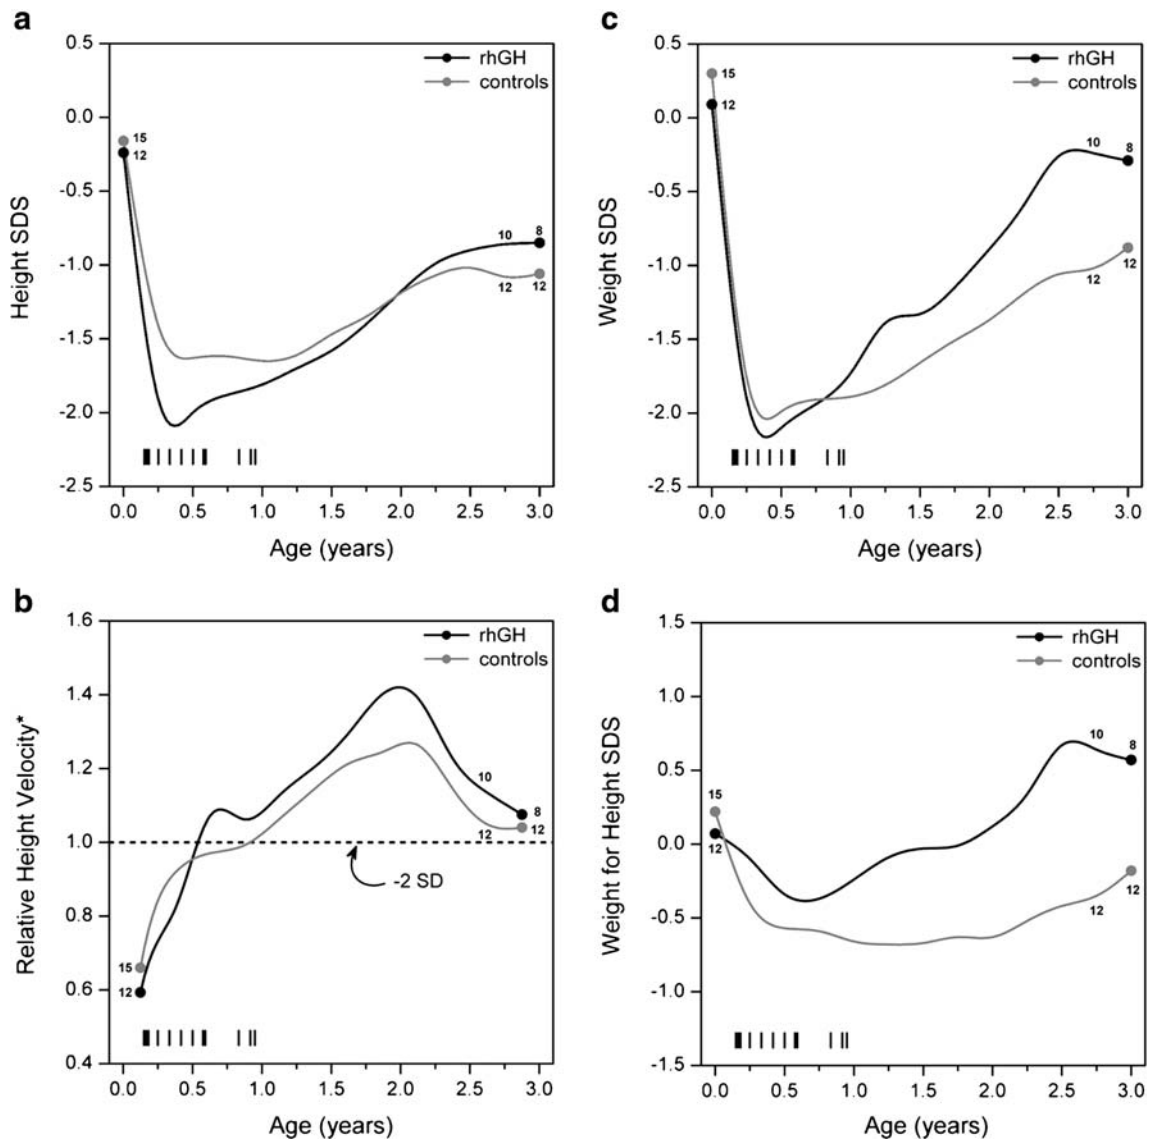 a
0.5
0.0
-0.5
-1.0
-1.5
-2.0
-2.5
Height SDS
rhGH
controls
15
12
10
8
12
12
0.0 0.5 1.0 1.5 2.0 2.5 3.0
Age (years)
c
0.5
0.0
-0.5
-1.0
-1.5
-2.0
-2.5
Weight SDS
rhGH
controls
15
12
10
8
12
12
0.0 0.5 1.0 1.5 2.0 2.5 3.0
Age (years)
b
1.6
1.4
1.2
1.0
0.8
0.6
0.4
Relative Height Velocity*
rhGH
controls
10
8
12
12
-2 SD
15
12
0.0 0.5 1.0 1.5 2.0 2.5 3.0
Age (years)
d
1.5
1.0
0.5
0.0
-0.5
-1.0
-1.5
Weight for Height SDS
rhGH
controls
10
8
15
12
12
12
0.0 0.5 1.0 1.5 2.0 2.5 3.0
Age (years)